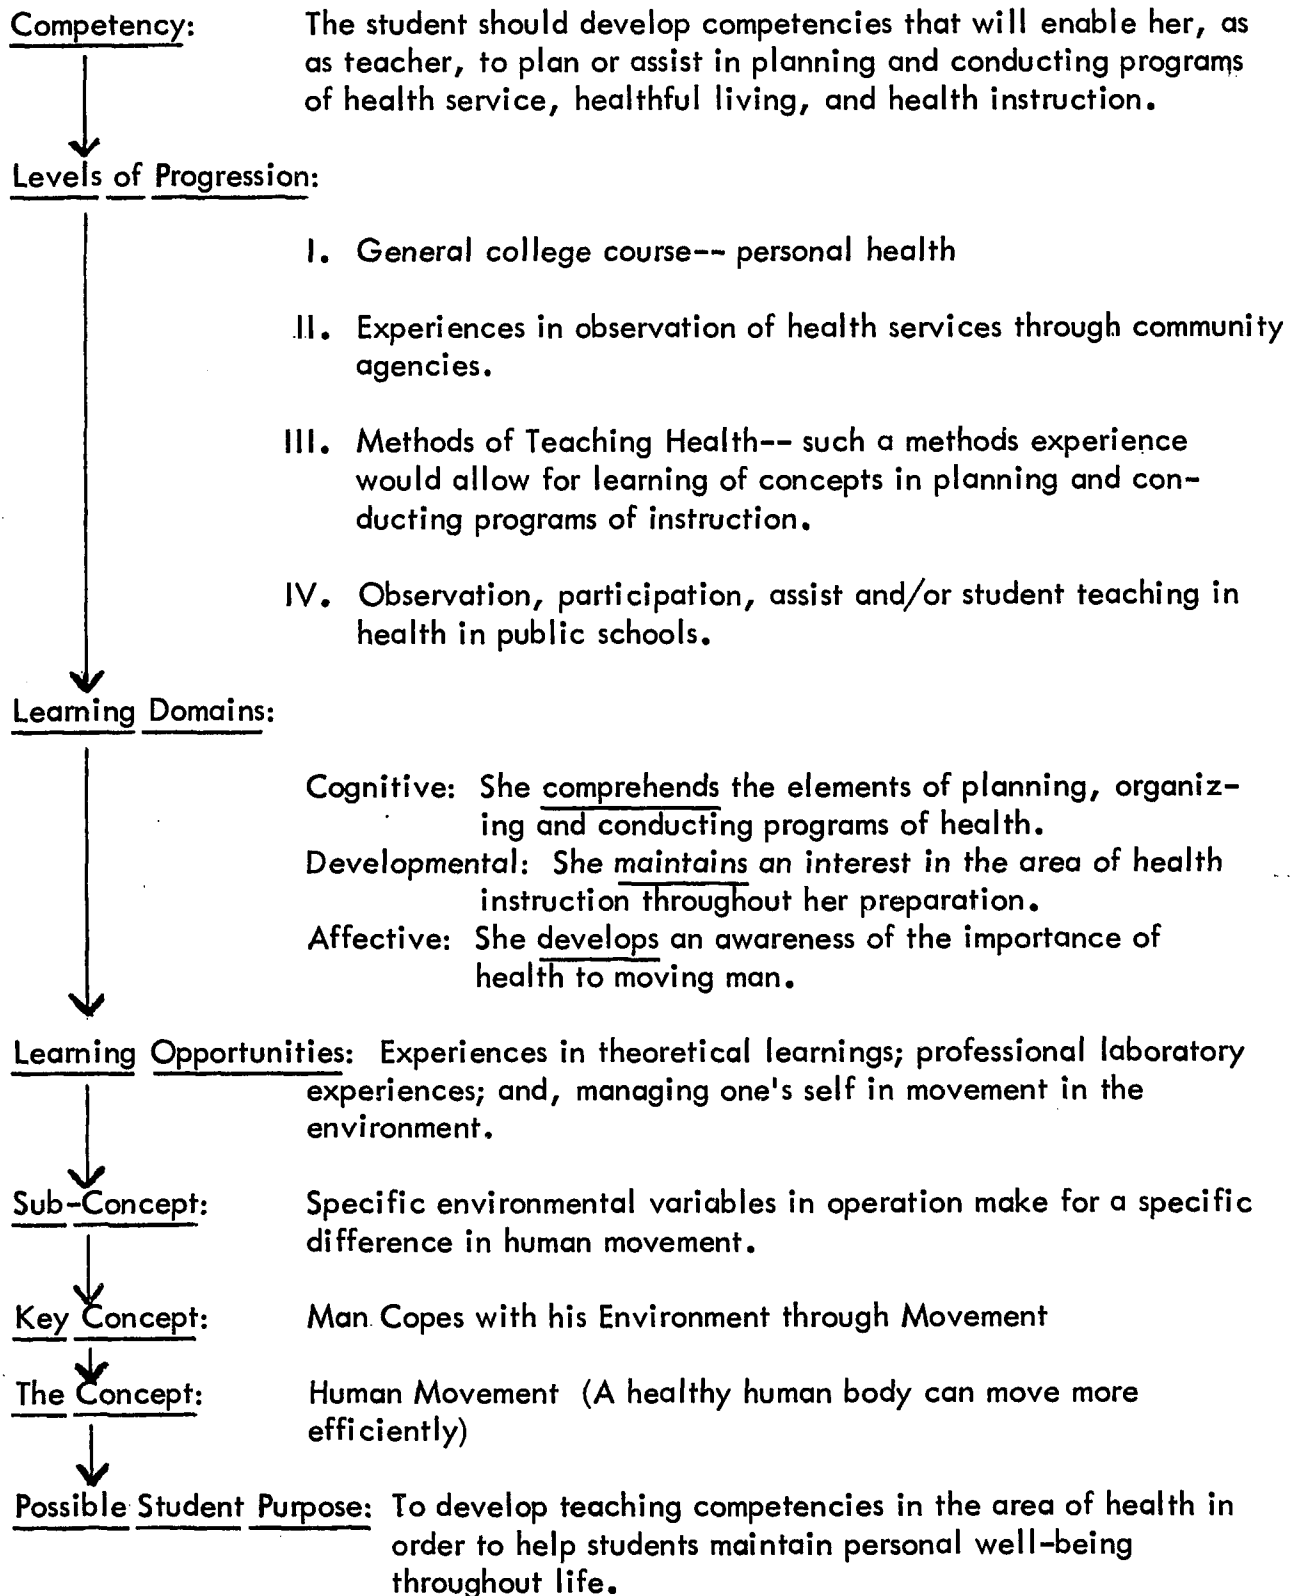 Competency: The student should develop competencies that will enable her, as
as teacher, to plan or assist in planning and conducting programs
of health service, healthful living, and health instruction.
Levels of Progression:
I. General college course-- personal health
II. Experiences in observation of health services through community
agencies.
III. Methods of Teaching Health-- such a methods experience
would allow for learning of concepts in planning and con-
ducting programs of instruction.
IV. Observation, participation, assist and/or student teaching in
health in public schools.
Learning Domains:
Cognitive: She comprehends the elements of planning, organiz-
ing and conducting programs of health.
Developmental: She maintains an interest in the area of health
instruction throughout her preparation.
Affective: She develops an awareness of the importance of
health to moving man.
Learning Opportunities: Experiences in theoretical learnings; professional laboratory
experiences; and, managing one's self in movement in the
environment.
Sub-Concept: Specific environmental variables in operation make for a specific
difference in human movement.
Key Concept: Man Copes with his Environment through Movement
The Concept: Human Movement (A healthy human body can move more
efficiently)
Possible Student Purpose: To develop teaching competencies in the area of health in
order to help students maintain personal well-being
throughout life.